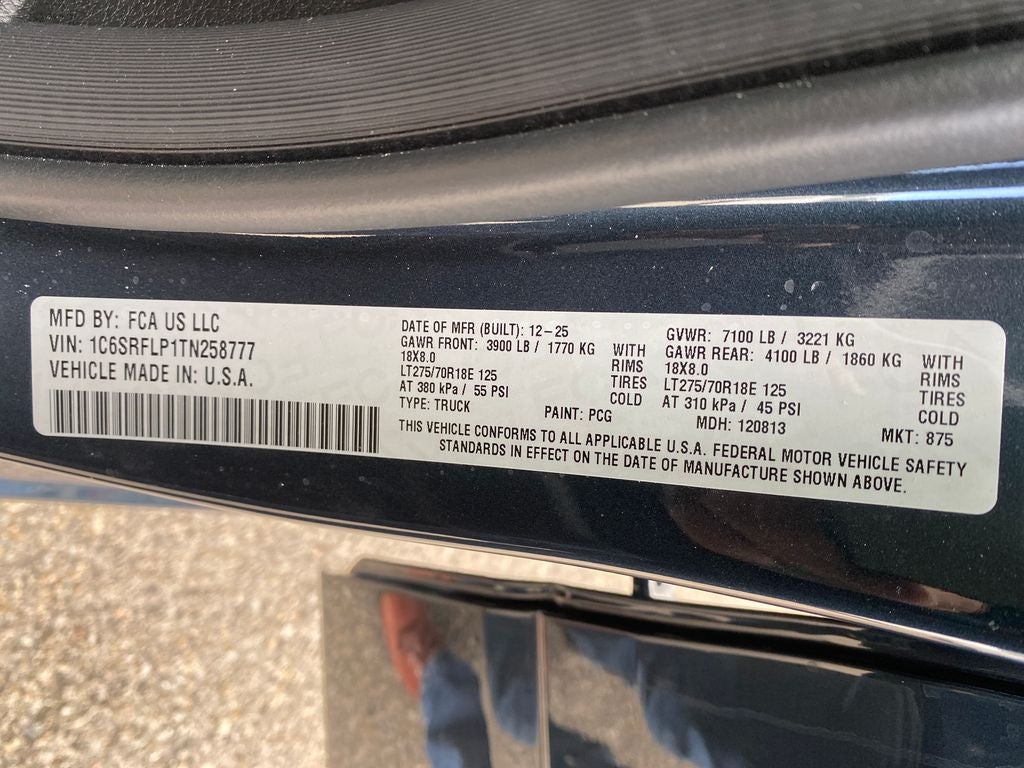 MFD BY: FCA US LLC
VIN: 1C6SRFLP1TN258777
VEHICLE MADE IN: U.S.A.
DATE OF MFR (BUILT): 12-25
GAWR FRONT: 3900 LB / 1770 KG WITH
18X8.0 RIMS
LT275/70R18E 125 TIRES
AT 380 kPa / 55 PSI COLD
TYPE: TRUCK PAINT: PCG
GVWR: 7100 LB / 3221 KG
GAWR REAR: 4100 LB / 1860 KG WITH
18X8.0 RIMS
LT275/70R18E 125 TIRES
AT 310 kPa / 45 PSI COLD
MDH: 120813 MKT: 875
THIS VEHICLE CONFORMS TO ALL APPLICABLE U.S.A. FEDERAL MOTOR VEHICLE SAFETY
STANDARDS IN EFFECT ON THE DATE OF MANUFACTURE SHOWN ABOVE.